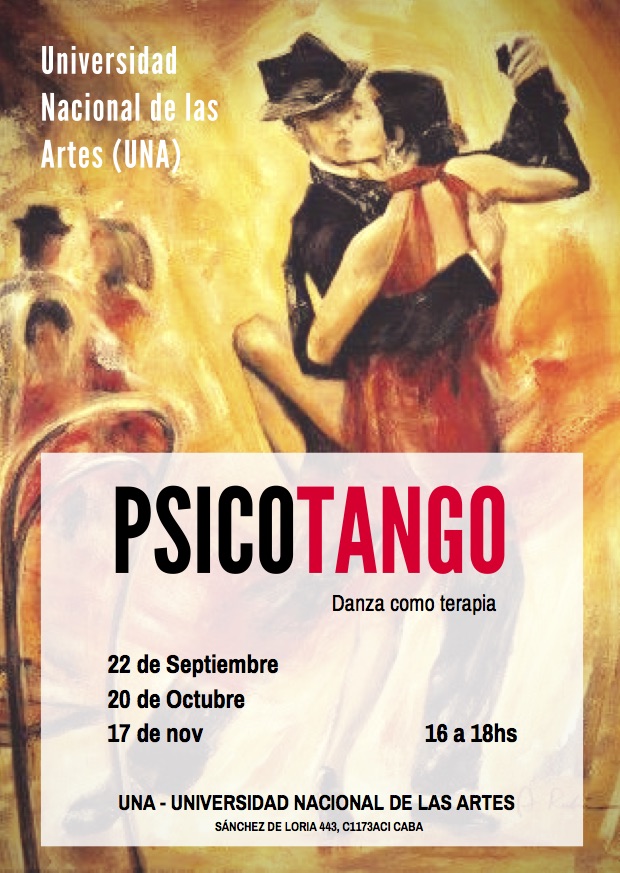 Universidad
Nacional de las
Artes (UNA)
PSICOTANGO
Danza como terapia
22 de Septiembre
20 de Octubre
17 de nov
16 a 18hs
UNA - UNIVERSIDAD NACIONAL DE LAS ARTES
SÁNCHEZ DE LORIA 443, C1173ACI CABA